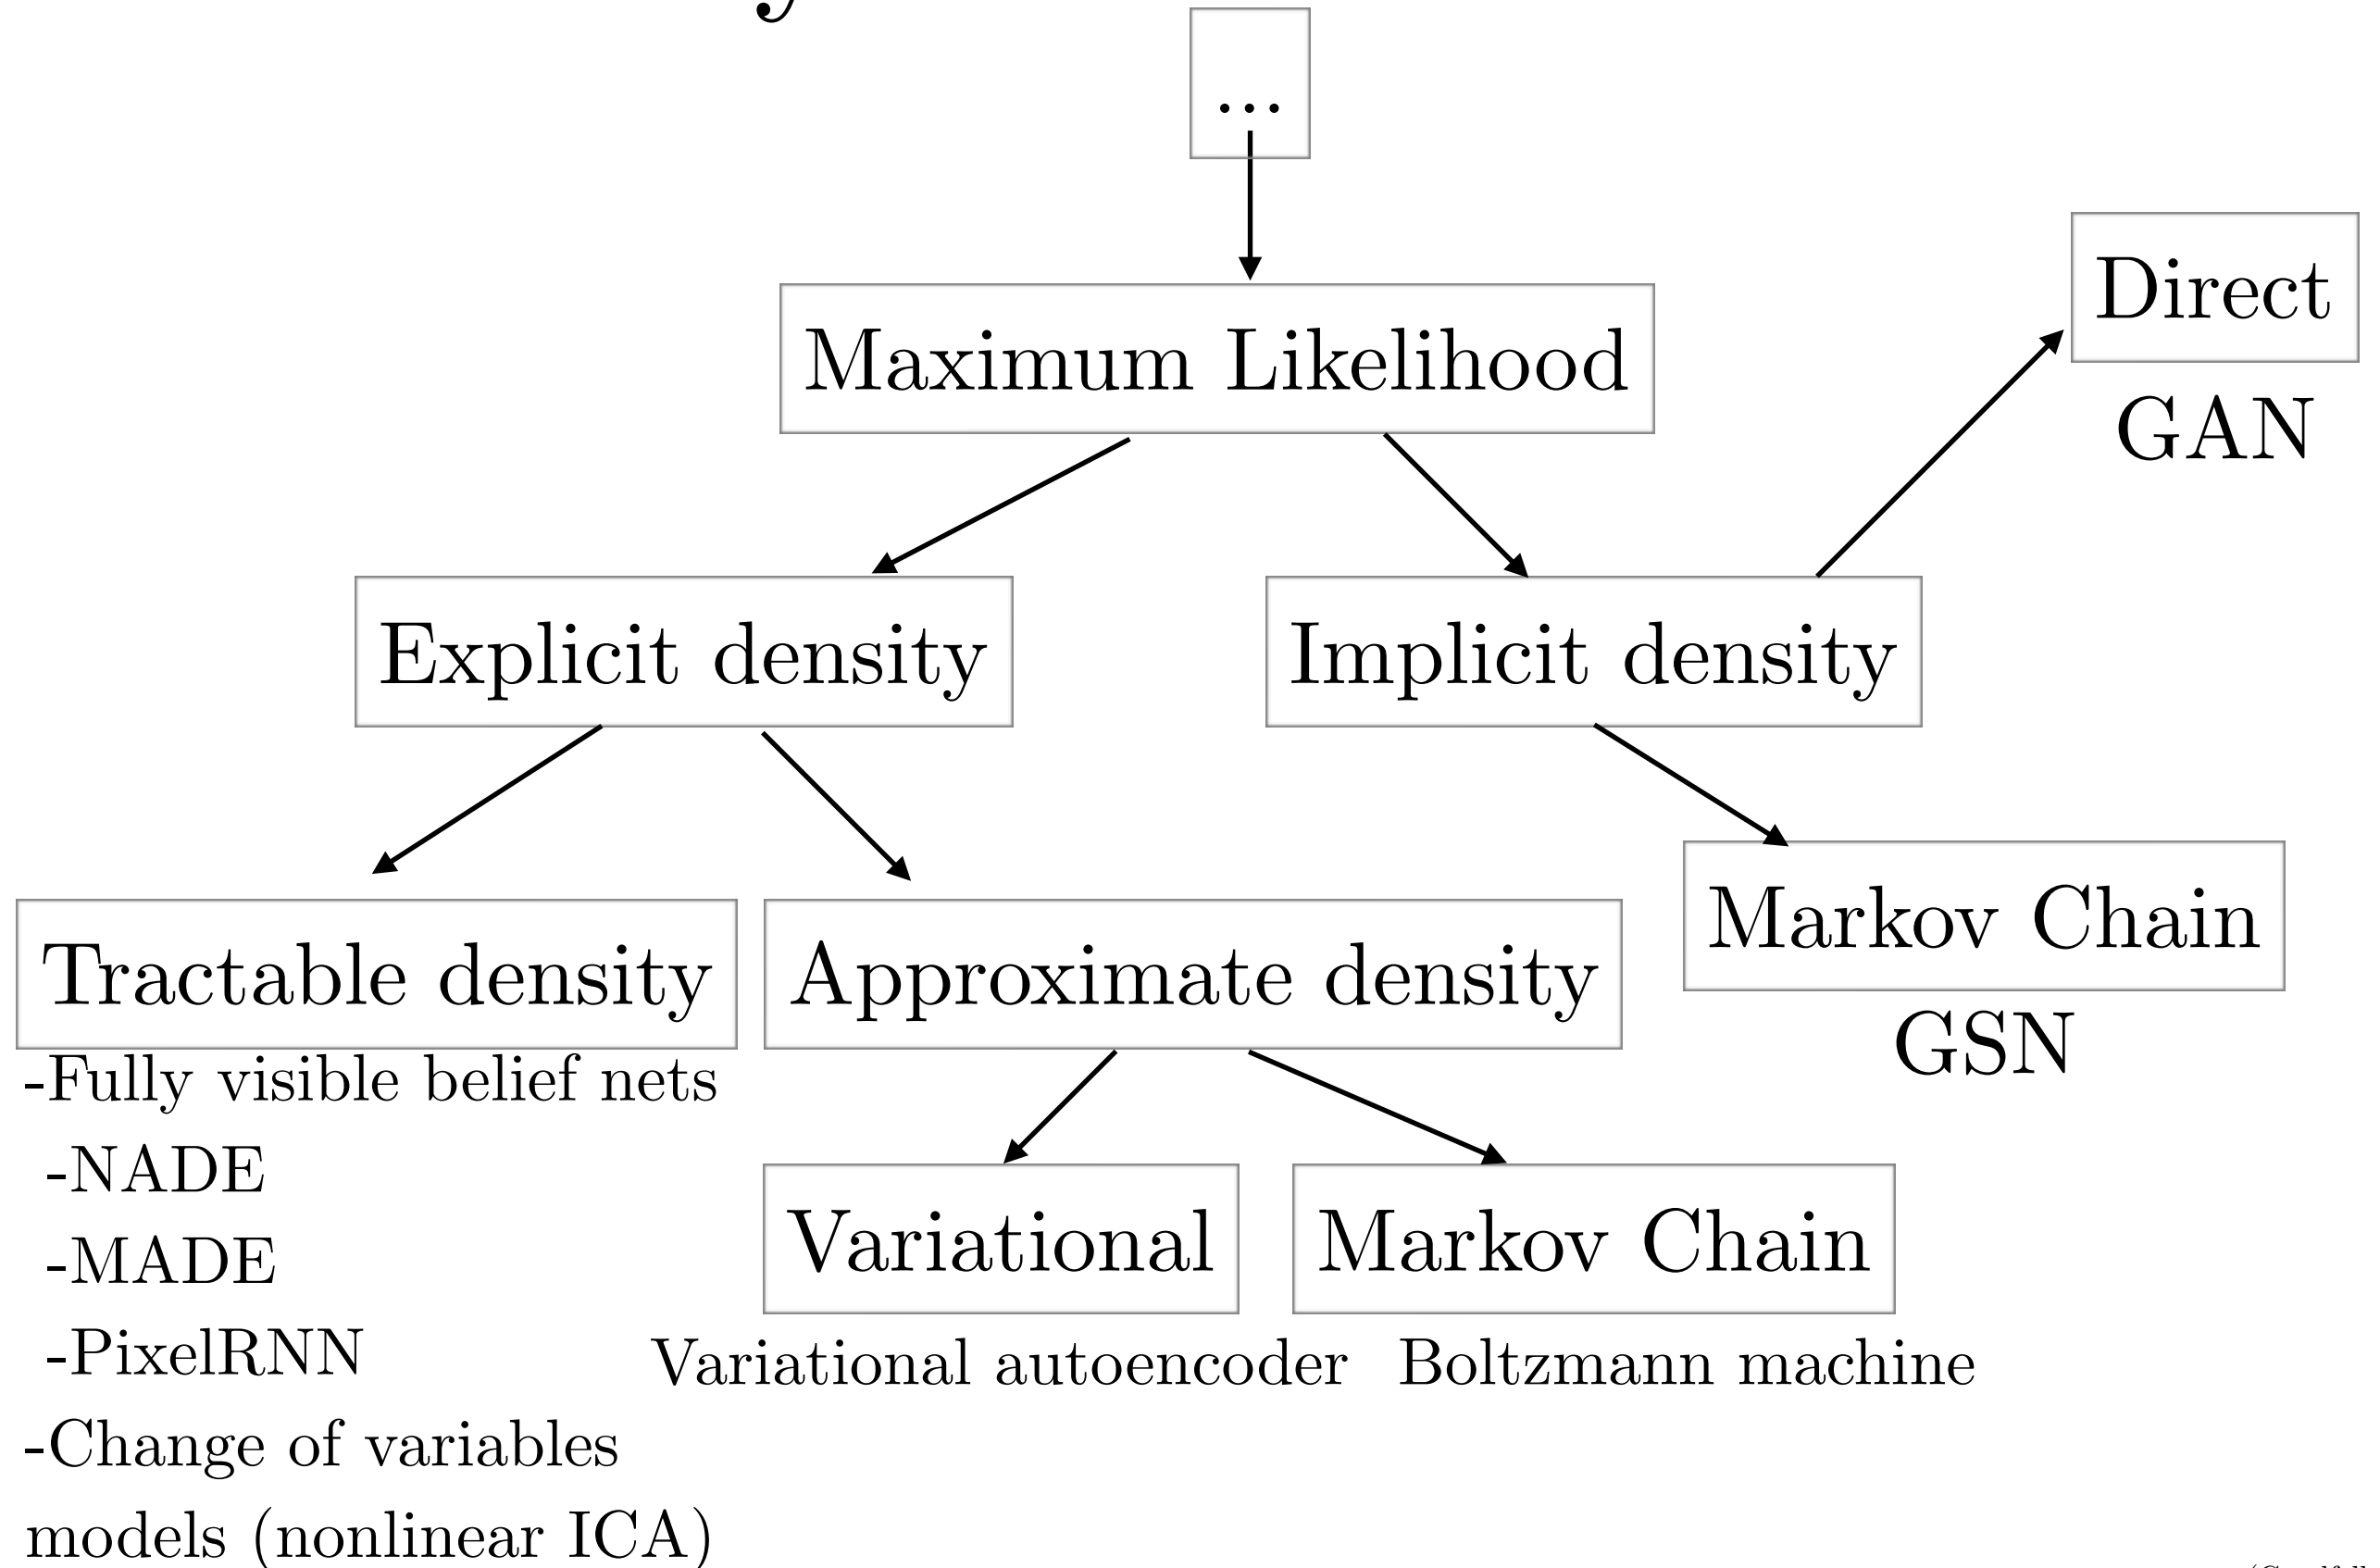 ...
Maximum Likelihood
Direct
GAN
Explicit density
Implicit density
Tractable density
-Fully visible belief nets
-NADE
-MADE
-PixelRNN
-Change of variables
models (nonlinear ICA)
Approximate density
Markov Chain
GSN
Variational
Variational autoencoder
Markov Chain
Boltzmann machine